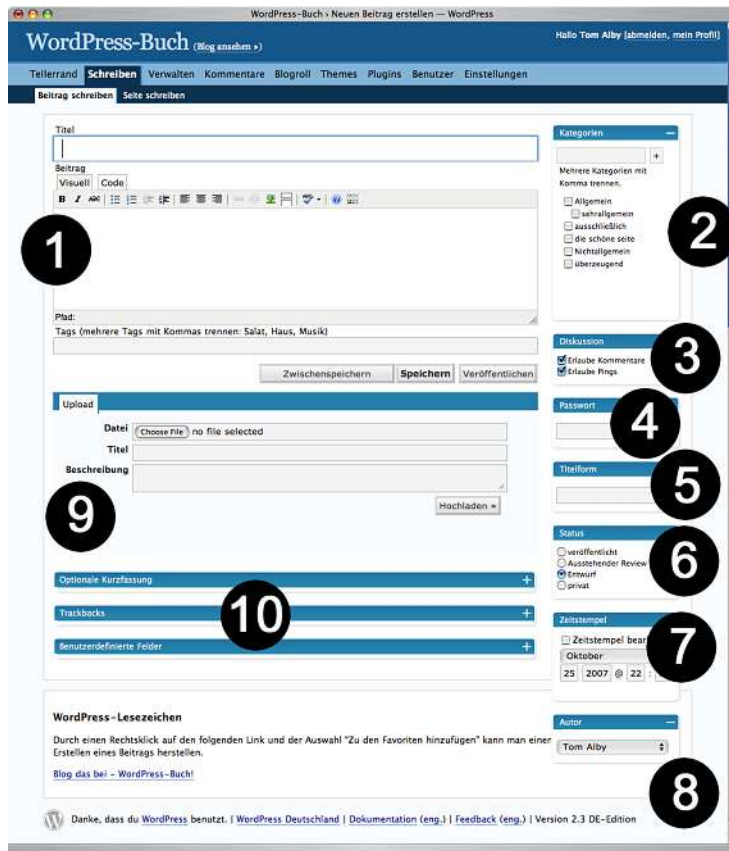 WordPress-Buch › Neuen Beitrag erstellen — WordPress
WordPress-Buch (Blog ansehen »)
Hallo Tom Alby [abmelden, mein Profil]
Tellerrand Schreiben Verwalten Kommentare Blogroll Themes Plugins Benutzer Einstellungen
Beitrag schreiben Seite schreiben
Titel
Beitrag
Visuell Code
B I ABC
1
Pfad:
Tags (mehrere Tags mit Kommas trennen: Salat, Haus, Musik)
Zwischenspeichern Speichern Veröffentlichen
Upload
Datei Choose File no file selected
Titel
Beschreibung
Hochladen »
9
Optionale Kurzfassung +
10
Trackbacks +
Benutzerdefinierte Felder +
Kategorien —
+
Mehrere Kategorien mit
Komma trennen.
Allgemein
sehrallgemein
ausschließlich
die schöne seite
Nichtallgemein
überzeugend
2
Diskussion
Erlaube Kommentare
Erlaube Pings
3
Passwort
4
Titelform
5
Status
veröffentlicht
Ausstehender Review
Entwurf
privat
6
Zeitstempel
Zeitstempel bear
Oktober
25 2007 @ 22 :
7
Autor —
Tom Alby
8
WordPress-Lesezeichen
Durch einen Rechtsklick auf den folgenden Link und der Auswahl "Zu den Favoriten hinzufügen" kann man einen
Erstellen eines Beitrags herstellen.
Blog das bei - WordPress-Buch!
Danke, dass du WordPress benutzt. | WordPress Deutschland | Dokumentation (eng.) | Feedback (eng.) | Version 2.3 DE-Edition